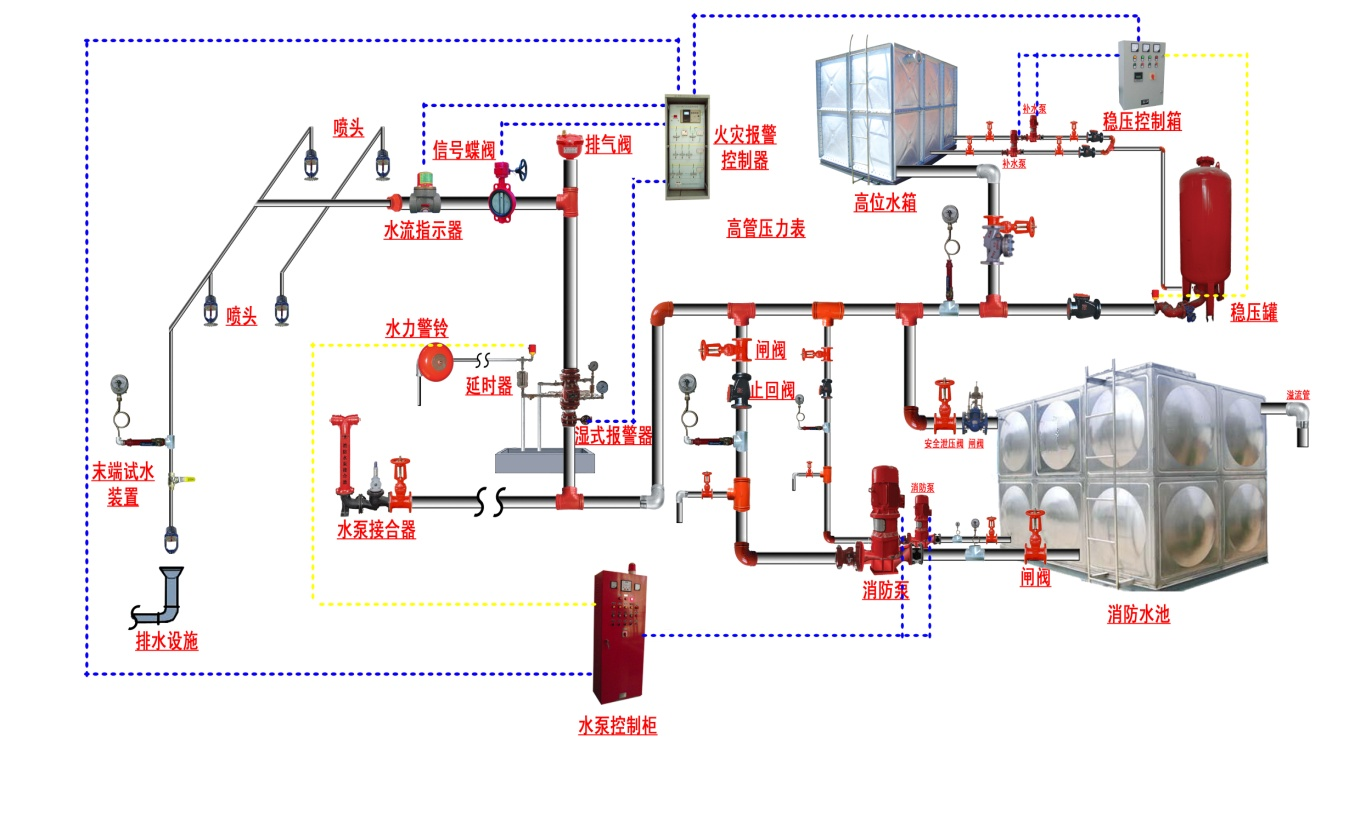 喷头
信号蝶阀
排气阀
火灾报警
控制器
补水泵
补水泵
稳压控制箱
高位水箱
水流指示器
高管压力表
喷头
稳压罐
水力警铃
延时器
闸阀
止回阀
溢流管
湿式报警器
安全泄压阀
闸阀
末端试水
装置
水泵接合器
消防泵
消防泵
闸阀
消防水池
排水设施
水泵控制柜